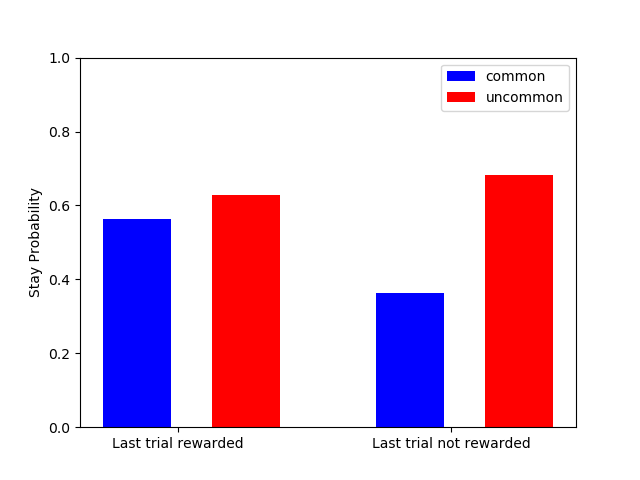 1.0
0.8
0.6
0.4
0.2
0.0
Stay Probability
common
uncommon
Last trial rewarded
Last trial not rewarded